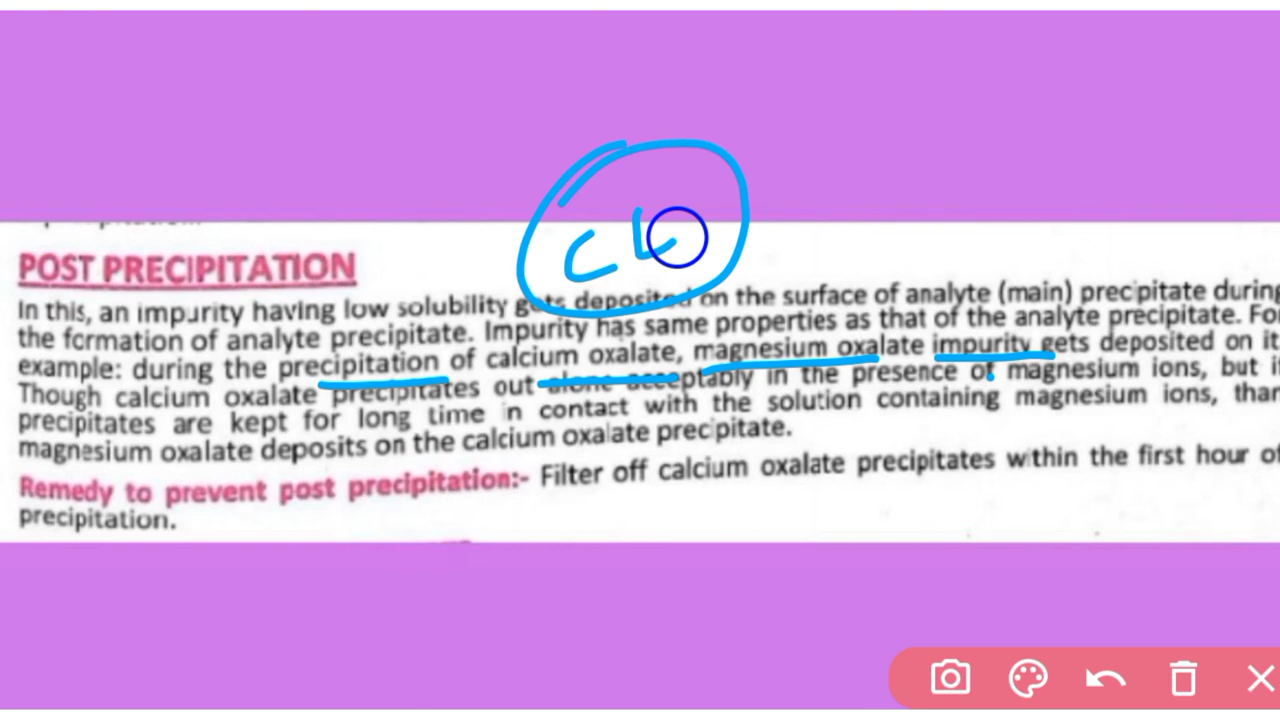 POST PRECIPITATION
In this, an impurity having low solubility gets deposited on the surface of analyte (main) precipitate during
the formation of analyte precipitate. Impurity has same properties as that of the analyte precipitate. For
example: during the precipitation of calcium oxalate, magnesium oxalate impurity gets deposited on it
Though calcium oxalate precipitates out alone acceptably in the presence of magnesium ions, but if
precipitates are kept for long time in contact with the solution containing magnesium ions, than
magnesium oxalate deposits on the calcium oxalate precipitate.
Remedy to prevent post precipitation:- Filter off calcium oxalate precipitates within the first hour of
precipitation.